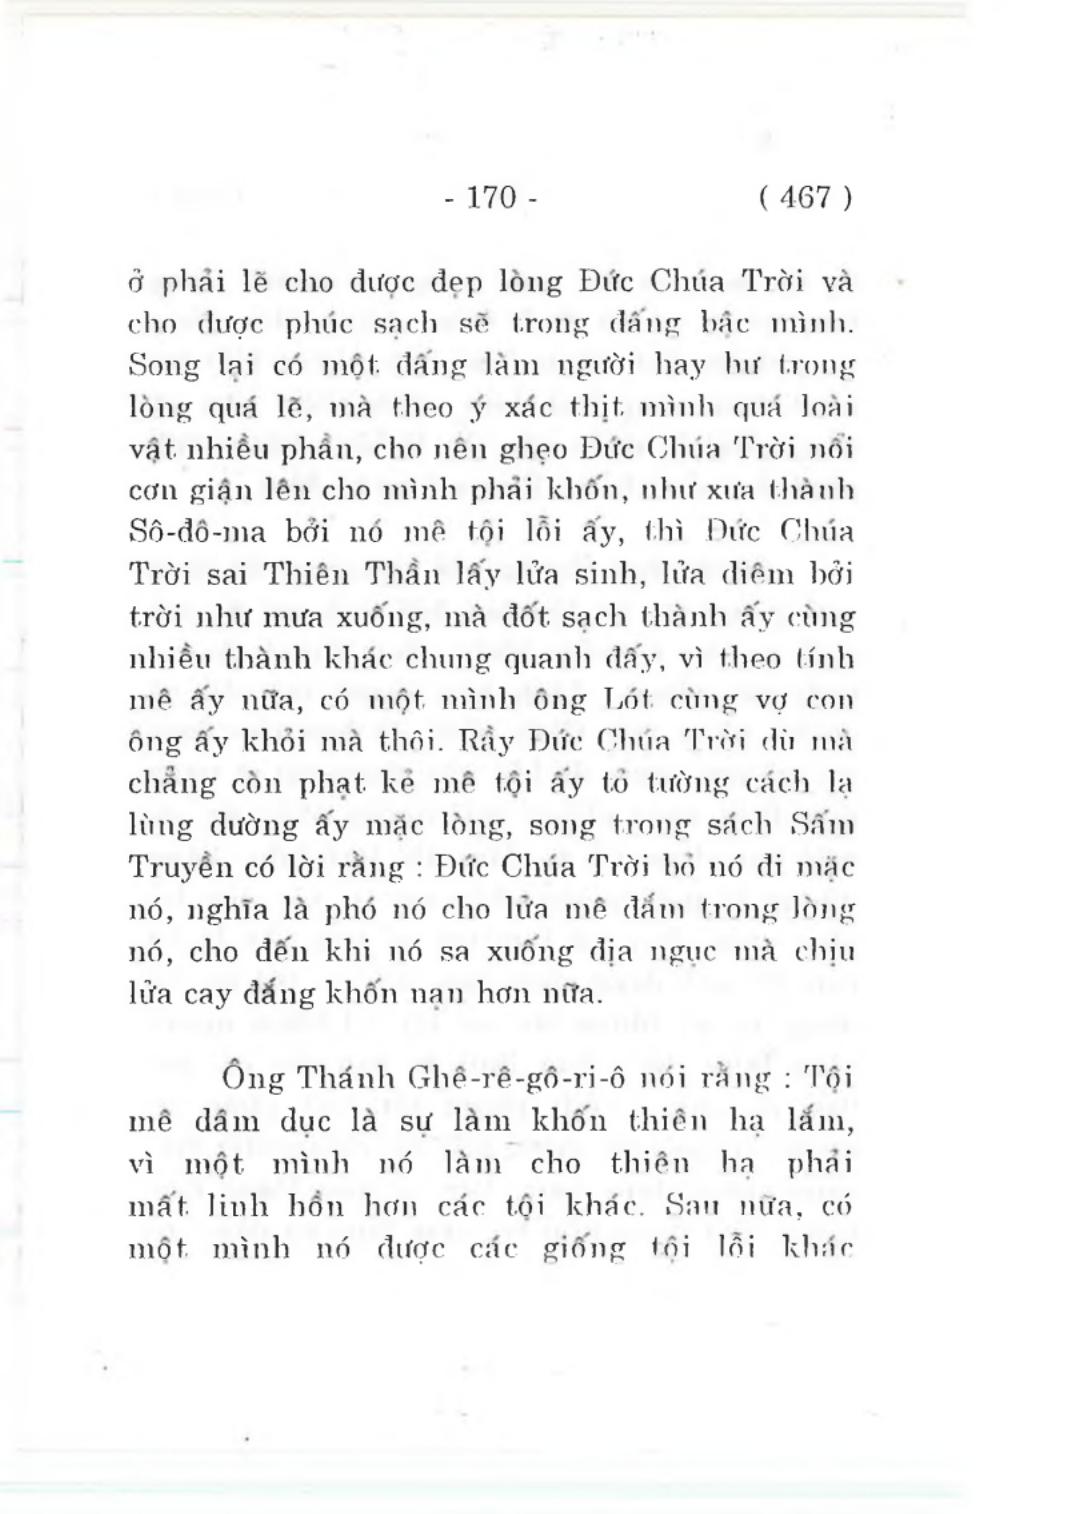 - 170 - ( 467 )
ở phải lẽ cho được đẹp lòng Đức Chúa Trời và
cho được phúc sạch sẽ trong đấng bậc mình.
Song lại có một đấng làm người hay hư trong
lòng quá lẽ, mà theo ý xác thịt mình quá loài
vật nhiều phần, cho nên ghẹo Đức Chúa Trời nổi
cơn giận lên cho mình phải khốn, như xưa thành
Sô-đô-ma bởi nó mê tội lỗi ấy, thì Đức Chúa
Trời sai Thiên Thần lấy lửa sinh, lửa diêm bởi
trời như mưa xuống, mà đốt sạch thành ấy cùng
nhiều thành khác chung quanh đấy, vì theo tính
mê ấy nữa, có một mình ông Lót cùng vợ con
ông ấy khỏi mà thôi. Rầy Đức Chúa Trời dù mà
chẳng còn phạt kẻ mê tội ấy tỏ tường cách lạ
lùng dường ấy mặc lòng, song trong sách Sấm
Truyền có lời rằng : Đức Chúa Trời bỏ nó đi mặc
nó, nghĩa là phó nó cho lửa mê đắm trong lòng
nó, cho đến khi nó sa xuống địa ngục mà chịu
lửa cay đắng khốn nạn hơn nữa.
Ông Thánh Ghê-rê-gô-ri-ô nói rằng : Tội
mê dâm dục là sự làm khốn thiên hạ lắm,
vì một mình nó làm cho thiên hạ phải
mất linh hồn hơn các tội khác. Sau nữa, có
một mình nó được các giống tội lỗi khác